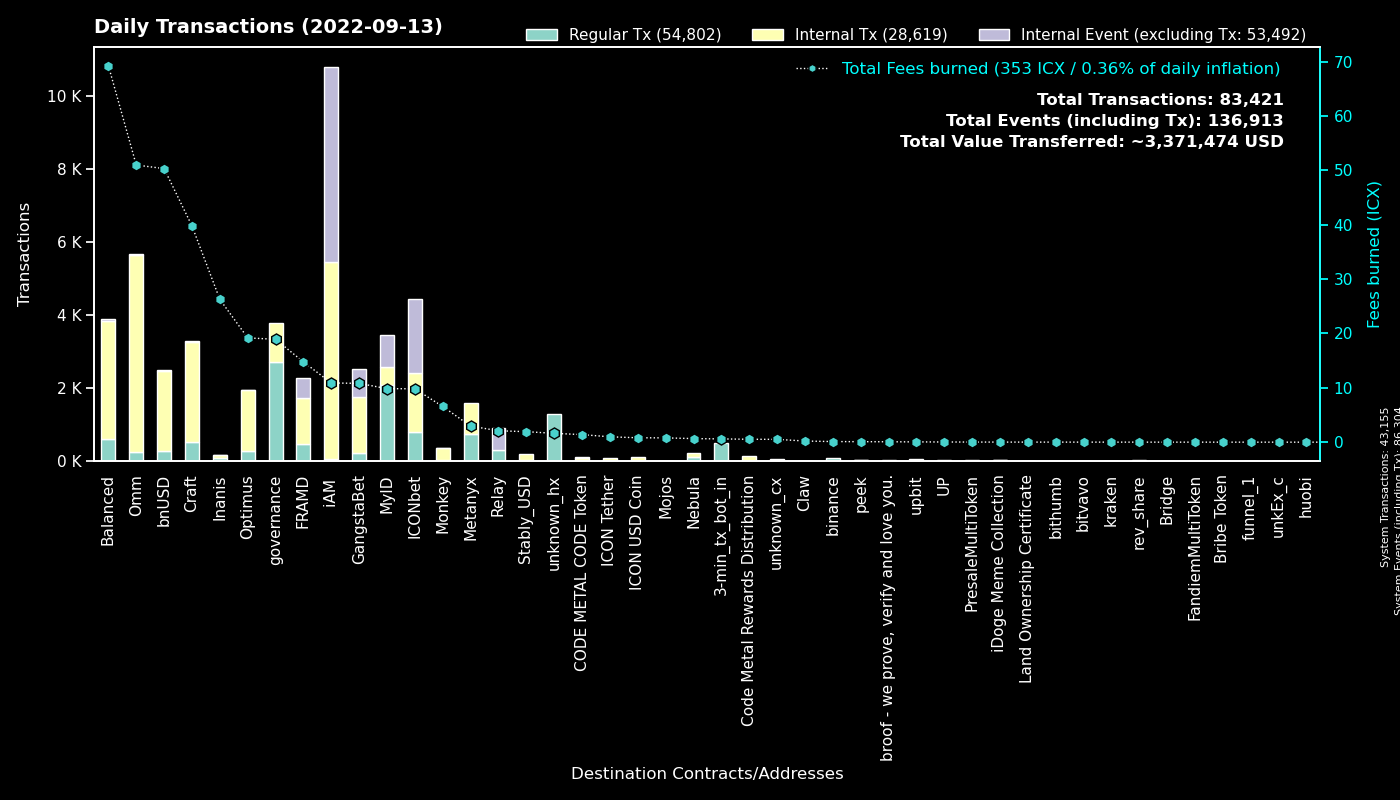 Daily Transactions (2022-09-13)
Regular Tx (54,802)
Internal Tx (28,619)
Internal Event (excluding Tx: 53,492)
Total Fees burned (353 ICX / 0.36% of daily inflation)
Total Transactions: 83,421
Total Events (including Tx): 136,913
Total Value Transferred: ~3,371,474 USD
Transactions
10 K
8 K
6 K
4 K
2 K
0 K
70
60
50
40
30
20
10
0
Fees burned (ICX)
Balanced
Omm
bnUSD
Craft
Inanis
Optimus
governance
FRAMD
iAM
GangstaBet
MyID
ICONbet
Monkey
Metanyx
Relay
Stably_USD
unknown_hx
CODE METAL CODE Token
ICON Tether
ICON USD Coin
Mojos
Nebula
3-min_tx_bot_in
Code Metal Rewards Distribution
unknown_cx
Claw
binance
peek
broof - we prove, verify and love you.
upbit
UP
PresaleMultiToken
iDoge Meme Collection
Land Ownership Certificate
bithumb
bitvavo
kraken
rev_share
Bridge
FandiemMultiToken
Bribe Token
funnel_1
unkEx_c
huobi
Destination Contracts/Addresses
System Transactions: 43,155
System Events (including Tx): 86,304